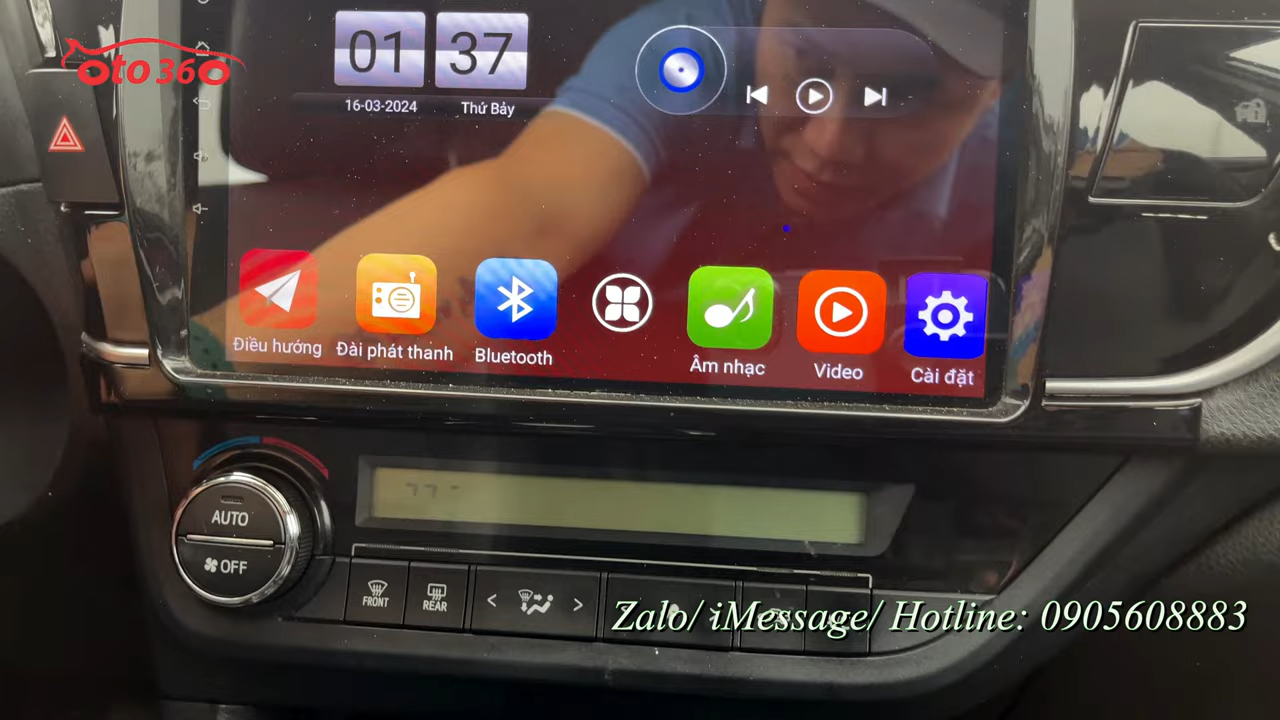 oto360
01 37
16-03-2024 Thứ Bảy
Điều hướng Đài phát thanh Bluetooth Âm nhạc Video Cài đặt
AUTO
OFF
FRONT REAR
Zalo/ iMessage/ Hotline: 0905608883